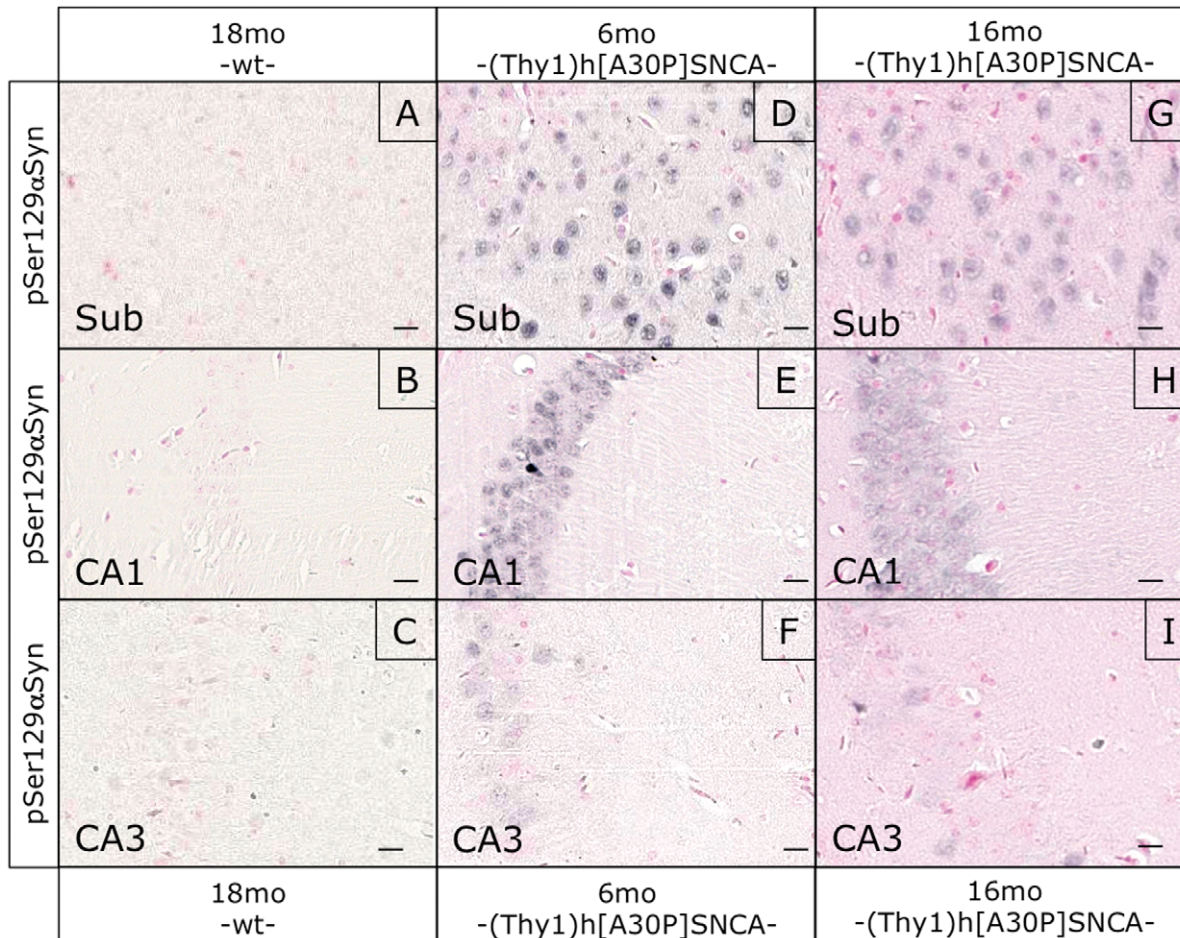 18mo
-wt-
6mo
-(Thy1)h[A30P]SNCA-
16mo
-(Thy1)h[A30P]SNCA-
pSer129αSyn
A
Sub
D
Sub
G
Sub
pSer129αSyn
B
CA1
E
CA1
H
CA1
pSer129αSyn
C
CA3
F
CA3
I
CA3
18mo
-wt-
6mo
-(Thy1)h[A30P]SNCA-
16mo
-(Thy1)h[A30P]SNCA-